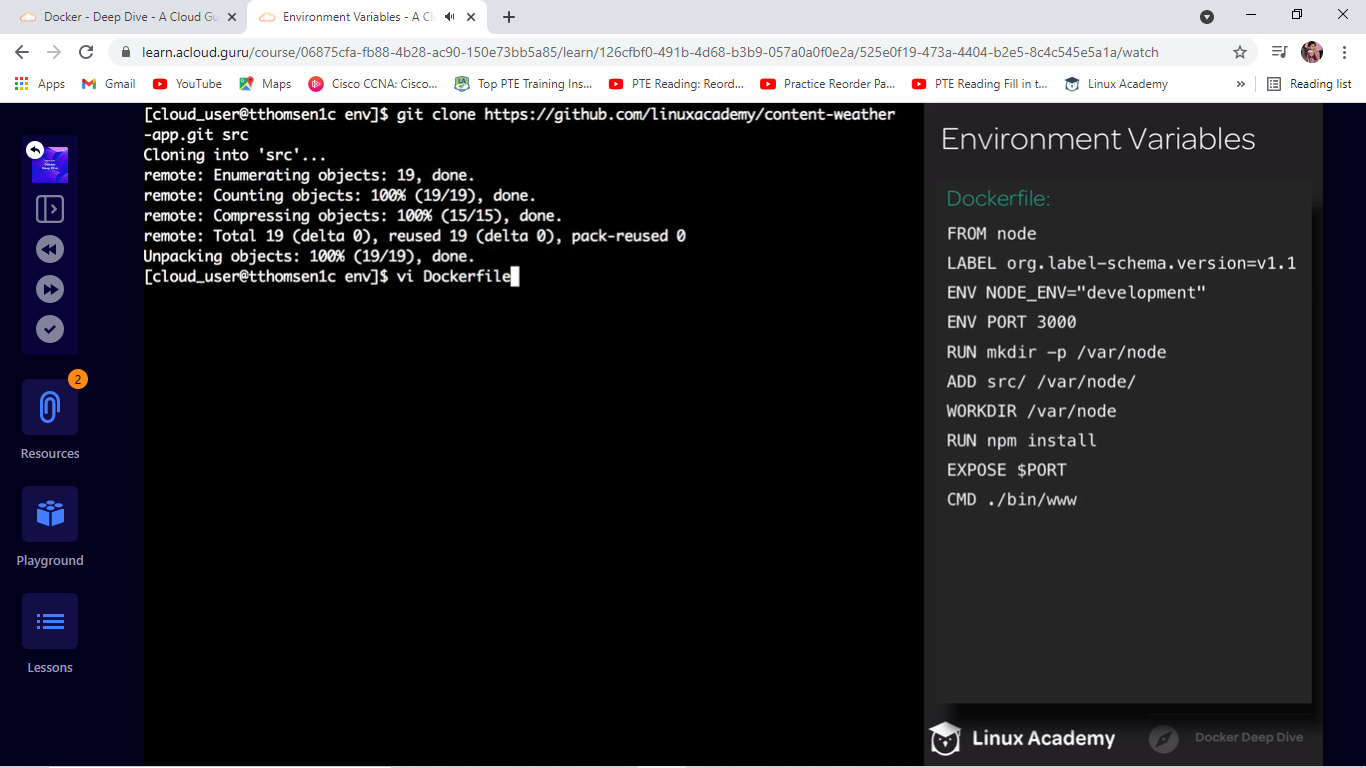 Docker - Deep Dive - A Cloud Gu
Environment Variables - A Cl
learn.acloud.guru/course/06875cfa-fb88-4b28-ac90-150e73bb5a85/learn/126cfbf0-491b-4d68-b3b9-057a0a0f0e2a/525e0f19-473a-4404-b2e5-8c4c545e5a1a/watch
Apps
Gmail
YouTube
Maps
Cisco CCNA: Cisco...
Top PTE Training Ins...
PTE Reading: Reord...
Practice Reorder Pa...
PTE Reading Fill in t...
Linux Academy
»
Reading list
Docker
Deep Dive
2
Resources
Playground
Lessons
[cloud_user@tthomsen1c env]$ git clone https://github.com/linuxacademy/content-weather
-app.git src
Cloning into 'src'...
remote: Enumerating objects: 19, done.
remote: Counting objects: 100% (19/19), done.
remote: Compressing objects: 100% (15/15), done.
remote: Total 19 (delta 0), reused 19 (delta 0), pack-reused 0
Unpacking objects: 100% (19/19), done.
[cloud_user@tthomsen1c env]$ vi Dockerfile
Environment Variables
Dockerfile:
FROM node
LABEL org.label-schema.version=v1.1
ENV NODE_ENV="development"
ENV PORT 3000
RUN mkdir -p /var/node
ADD src/ /var/node/
WORKDIR /var/node
RUN npm install
EXPOSE $PORT
CMD ./bin/www
Linux Academy
Docker Deep Dive